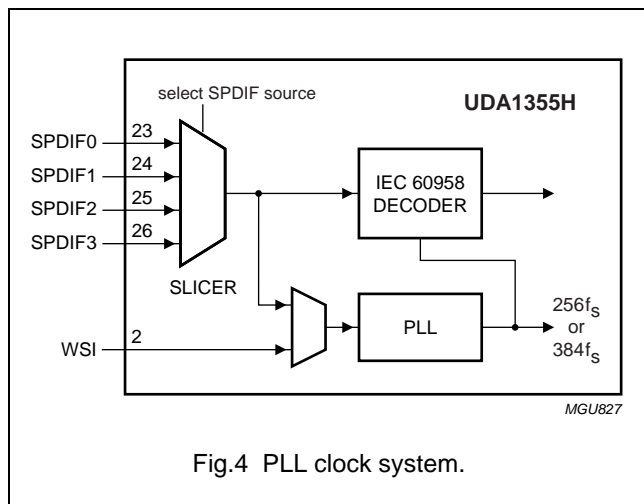 select SPDIF source
UDA1355H
SPDIF0
23
SPDIF1
24
SPDIF2
25
SPDIF3
26
IEC 60958
DECODER
SLICER
WSI
2
PLL
256fs
or
384fs
MGU827
Fig.4 PLL clock system.